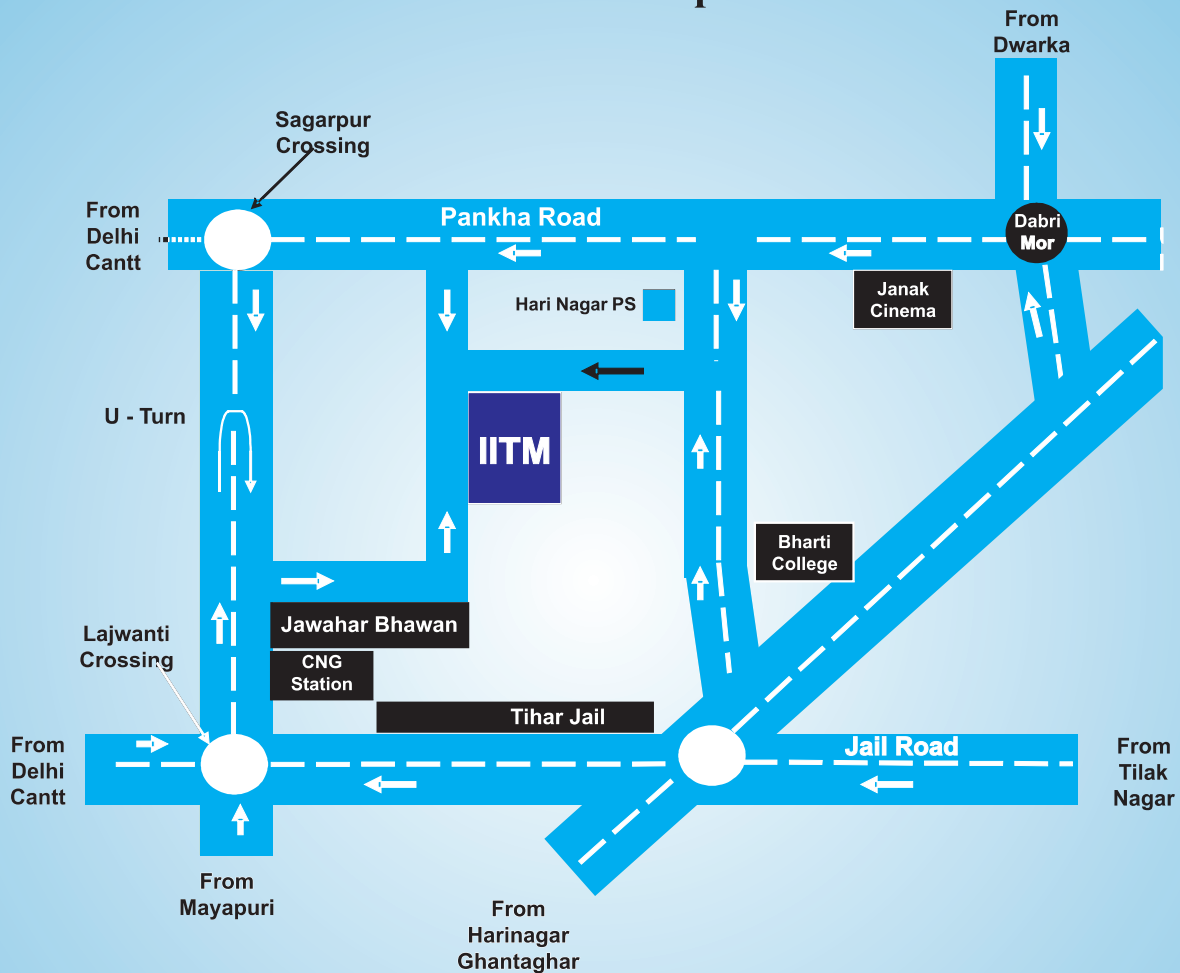 From
Dwarka
Sagarpur
Crossing
From
Delhi
Cantt
Pankha Road
Dabri
Mor
Hari Nagar PS
Janak
Cinema
U - Turn
IITM
Bharti
College
Jawahar Bhawan
Lajwanti
Crossing
CNG
Station
Tihar Jail
From
Delhi
Cantt
Jail Road
From
Tilak
Nagar
From
Mayapuri
From
Harinagar
Ghantaghar